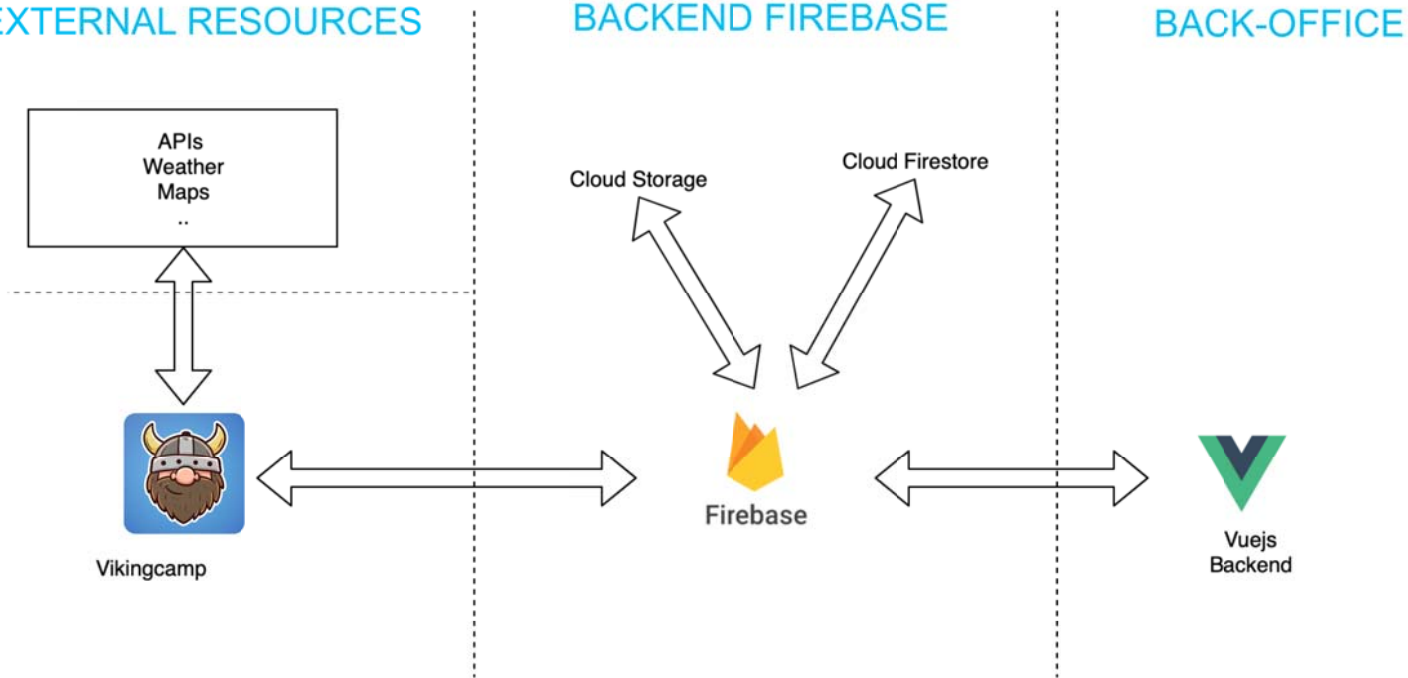 EXTERNAL RESOURCES
BACKEND FIREBASE
BACK-OFFICE
APIs
Weather
Maps
..
Cloud Storage
Cloud Firestore
Firebase
Vikingcamp
Vuejs
Backend